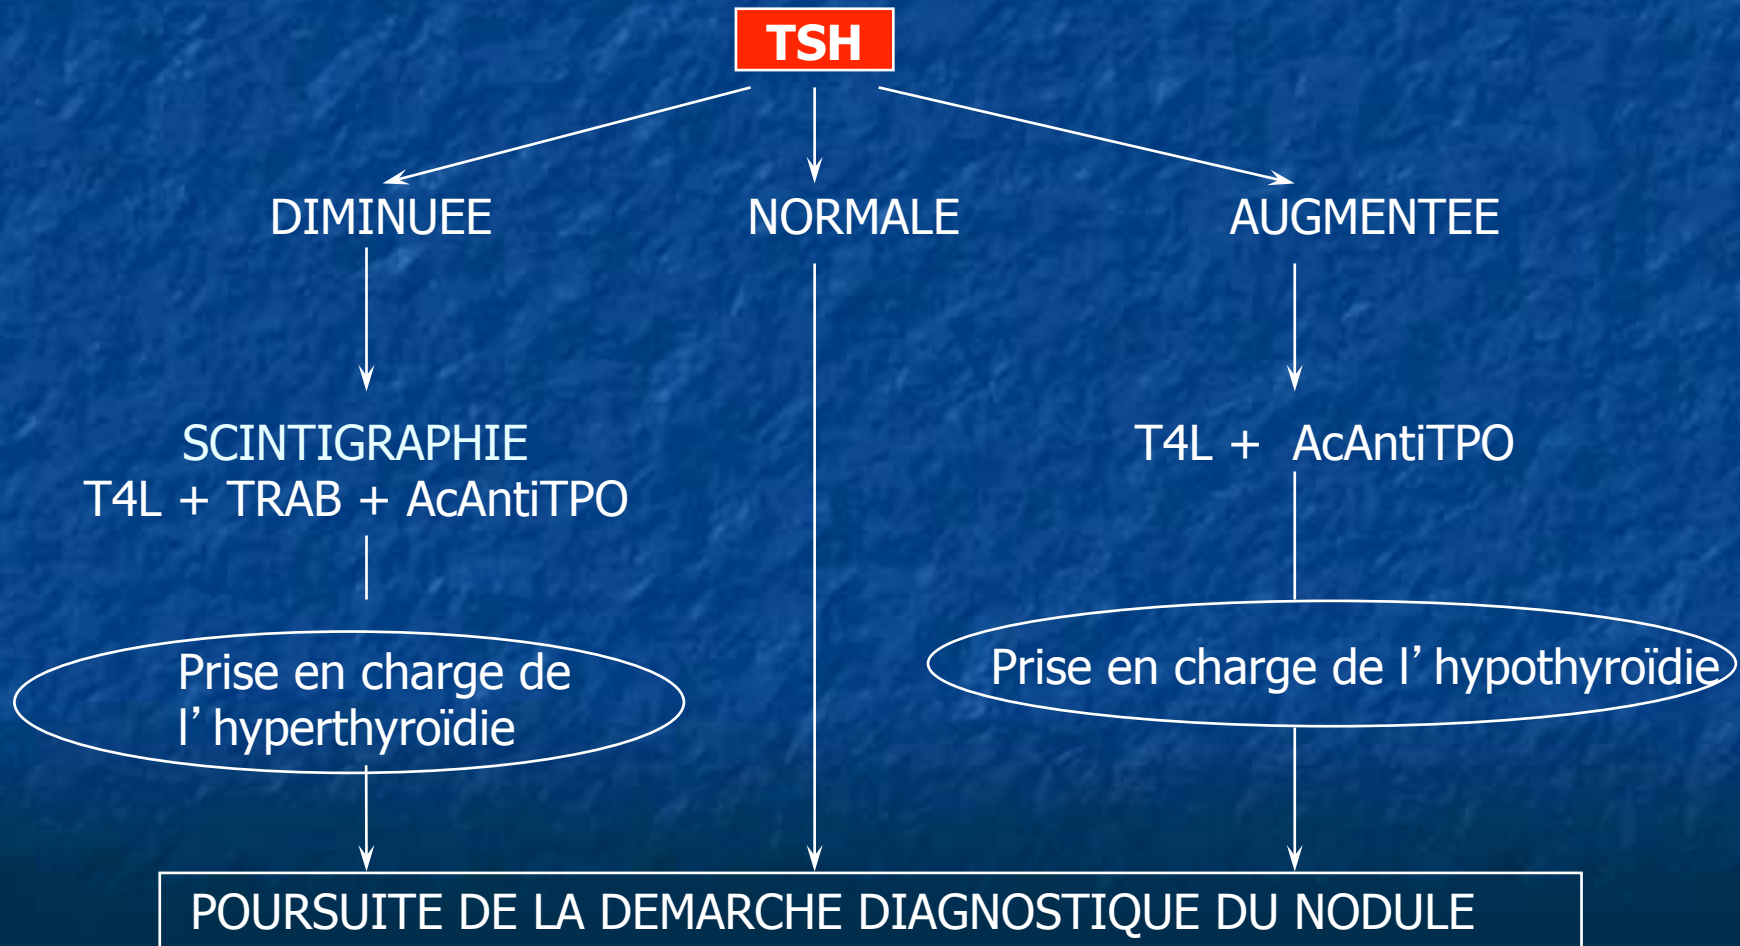 TSH
DIMINUEE
NORMALE
AUGMENTEE
SCINTIGRAPHIE
T4L + TRAB + AcAntiTPO
T4L + AcAntiTPO
Prise en charge de
l’hyperthyroïdie
Prise en charge de l’hypothyroïdie
POURSUITE DE LA DEMARCHE DIAGNOSTIQUE DU NODULE